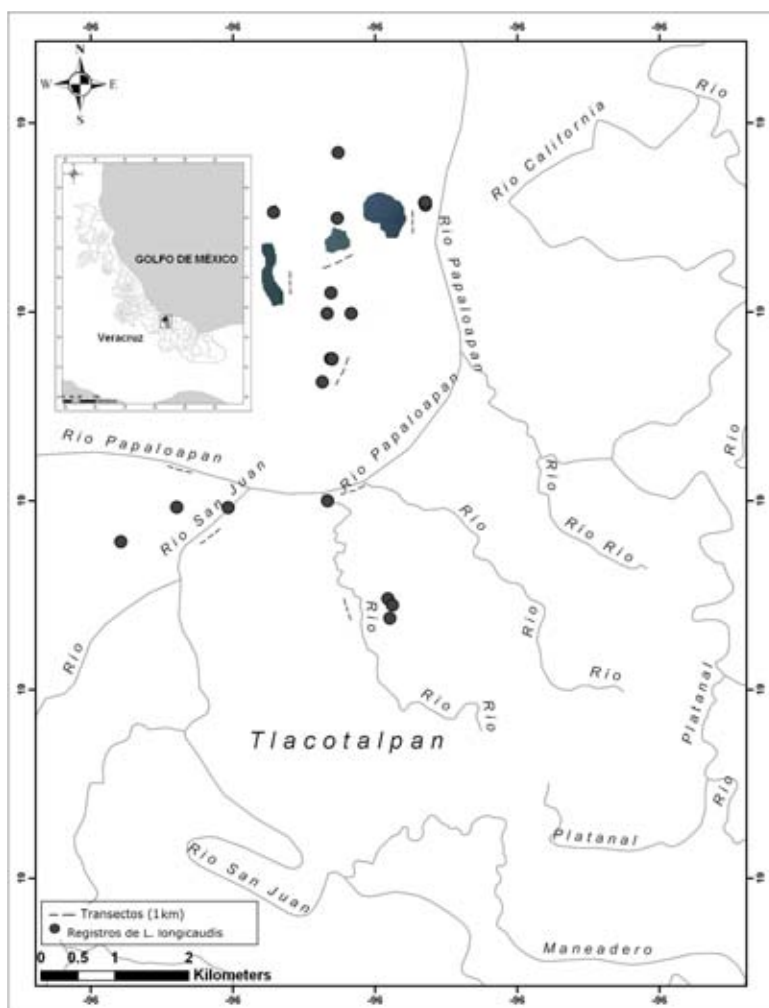 -96 -96 -96 -96 -96
N
W E
S
19
19
19
19
19
GOLFO DE MÉXICO
Veracruz
Río
Río California
Río Papaloapan
Río Papaloapan
Río Papaloapan
Río San Juan
Río
Río
Río
Río Río
Río
Río
Río
Río
Río
Río
Río
Platanal
Río
Tlacotalpan
Platanal
Río San Juan
Maneadero
Transectos (1km)
Registros de L. longicaudis
0 0.5 1 2
Kilometers
19
19
19
19
19
-96 -96 -96 -96 -96